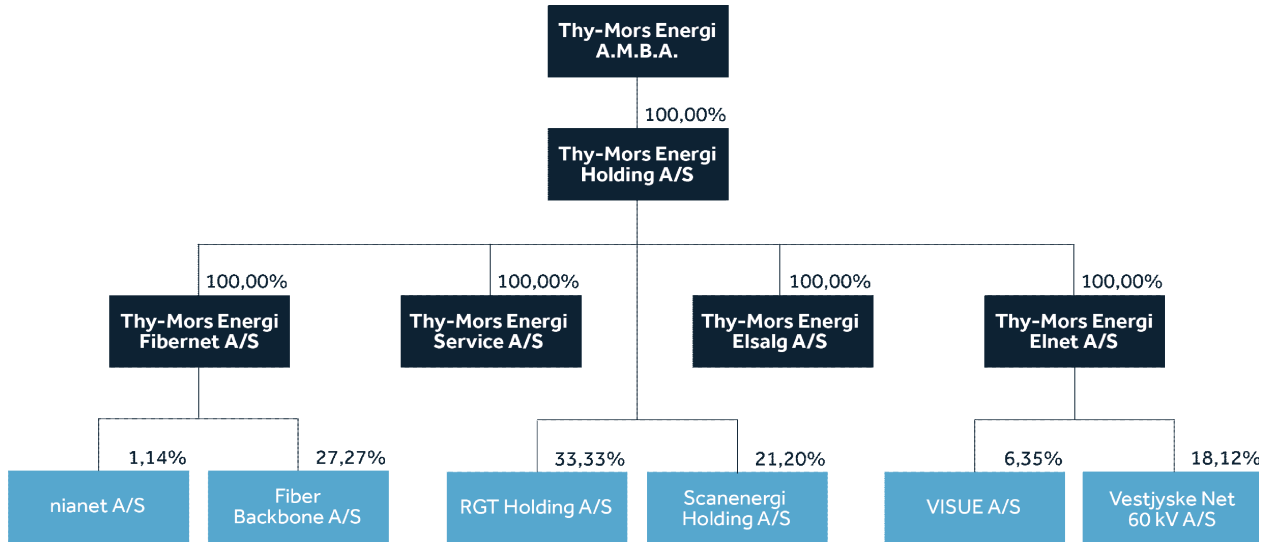 Thy-Mors Energi
A.M.B.A.
100,00%
Thy-Mors Energi
Holding A/S
100,00%
Thy-Mors Energi
Fibernet A/S
100,00%
Thy-Mors Energi
Service A/S
100,00%
Thy-Mors Energi
Elsalg A/S
100,00%
Thy-Mors Energi
Elnet A/S
1,14%
nianet A/S
27,27%
Fiber
Backbone A/S
33,33%
RGT Holding A/S
21,20%
Scanenergi
Holding A/S
6,35%
VISUE A/S
18,12%
Vestjyske Net
60 kV A/S